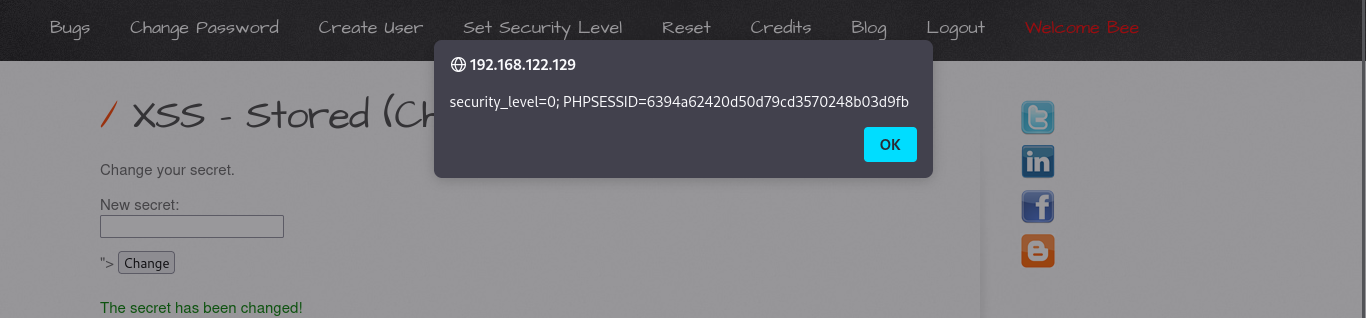 Bugs Change Password Create User Set Security Level Reset Credits Blog Logout Welcome Bee
192.168.122.129
security_level=0; PHPSESSID=6394a62420d50d79cd3570248b03d9fb
OK
/ XSS - Stored (Ch
Change your secret.
New secret:
"> Change
The secret has been changed!